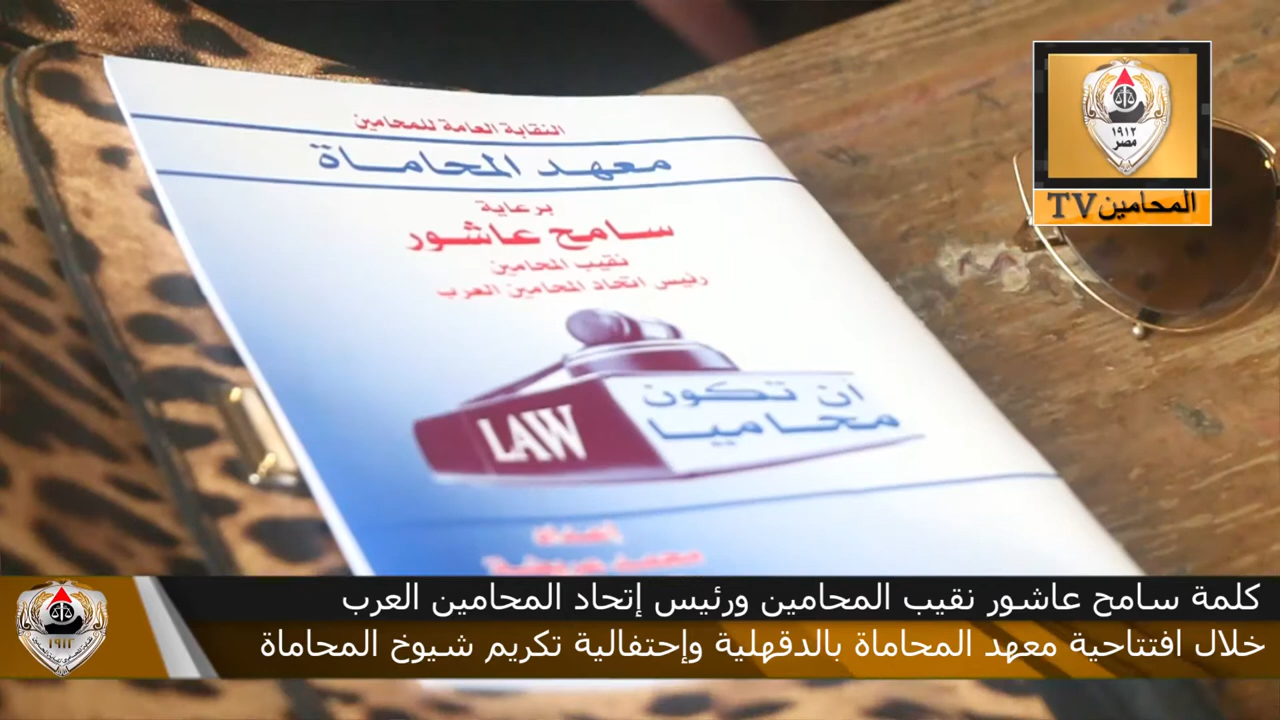 النقابة العامة للمحامين
معهد المحاماة
برعاية
سامح عاشور
نقيب المحامين
رئيس اتحاد المحامين العرب
LAW
أن تكون
محاميا
١٩١٢
مصر
المحامين TV
كلمة سامح عاشور نقيب المحامين ورئيس إتحاد المحامين العرب
خلال افتتاحية معهد المحاماة بالدقهلية وإحتفالية تكريم شيوخ المحاماة
١٩١٢